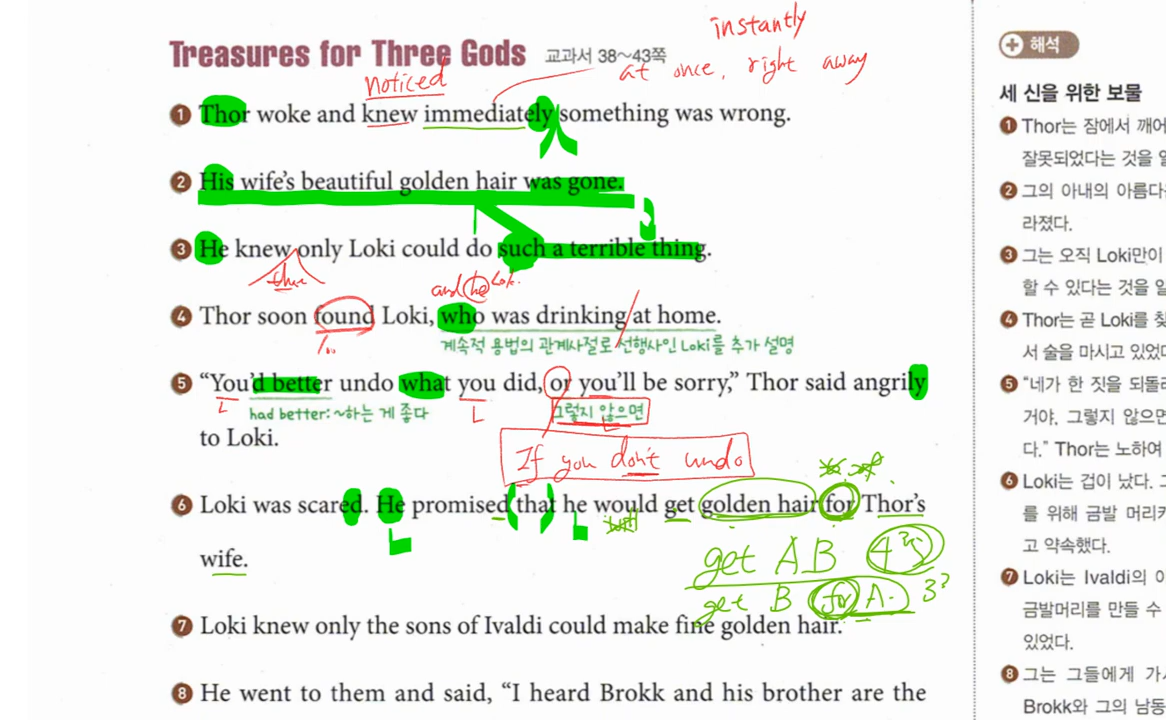 instantly
Treasures for Three Gods 교과서 38~43쪽
at once, right away
noticed
❶ Thor woke and knew immediately something was wrong.
❷ His wife's beautiful golden hair was gone.
❸ He knew only Loki could do such a terrible thing.
and he Loki
❹ Thor soon found Loki, who was drinking at home.
계속적 용법의 관계사절로 선행사인 Loki를 추가 설명
❺ "You'd better undo what you did, or you'll be sorry," Thor said angrily
had better: ~하는 게 좋다
그렇지 않으면
to Loki.
If you don't undo
❻ Loki was scared. He promised that he would get golden hair for Thor's
wife.
get A B 4형
get B for A 3
❼ Loki knew only the sons of Ivaldi could make fine golden hair.
❽ He went to them and said, "I heard Brokk and his brother are the
해석
세 신을 위한 보물
❶ Thor는 잠에서 깨어
잘못되었다는 것을 알
❷ 그의 아내의 아름다
라졌다.
❸ 그는 오직 Loki만이
할 수 있다는 것을 알
❹ Thor는 곧 Loki를 찾
서 술을 마시고 있었다
❺ "네가 한 짓을 되돌려
거야, 그렇지 않으면
다." Thor는 노하여
❻ Loki는 겁이 났다. 그
를 위해 금발 머리카
고 약속했다.
❼ Loki는 Ivaldi의 아
금발머리를 만들 수
있었다.
❽ 그는 그들에게 가서
Brokk와 그의 남동